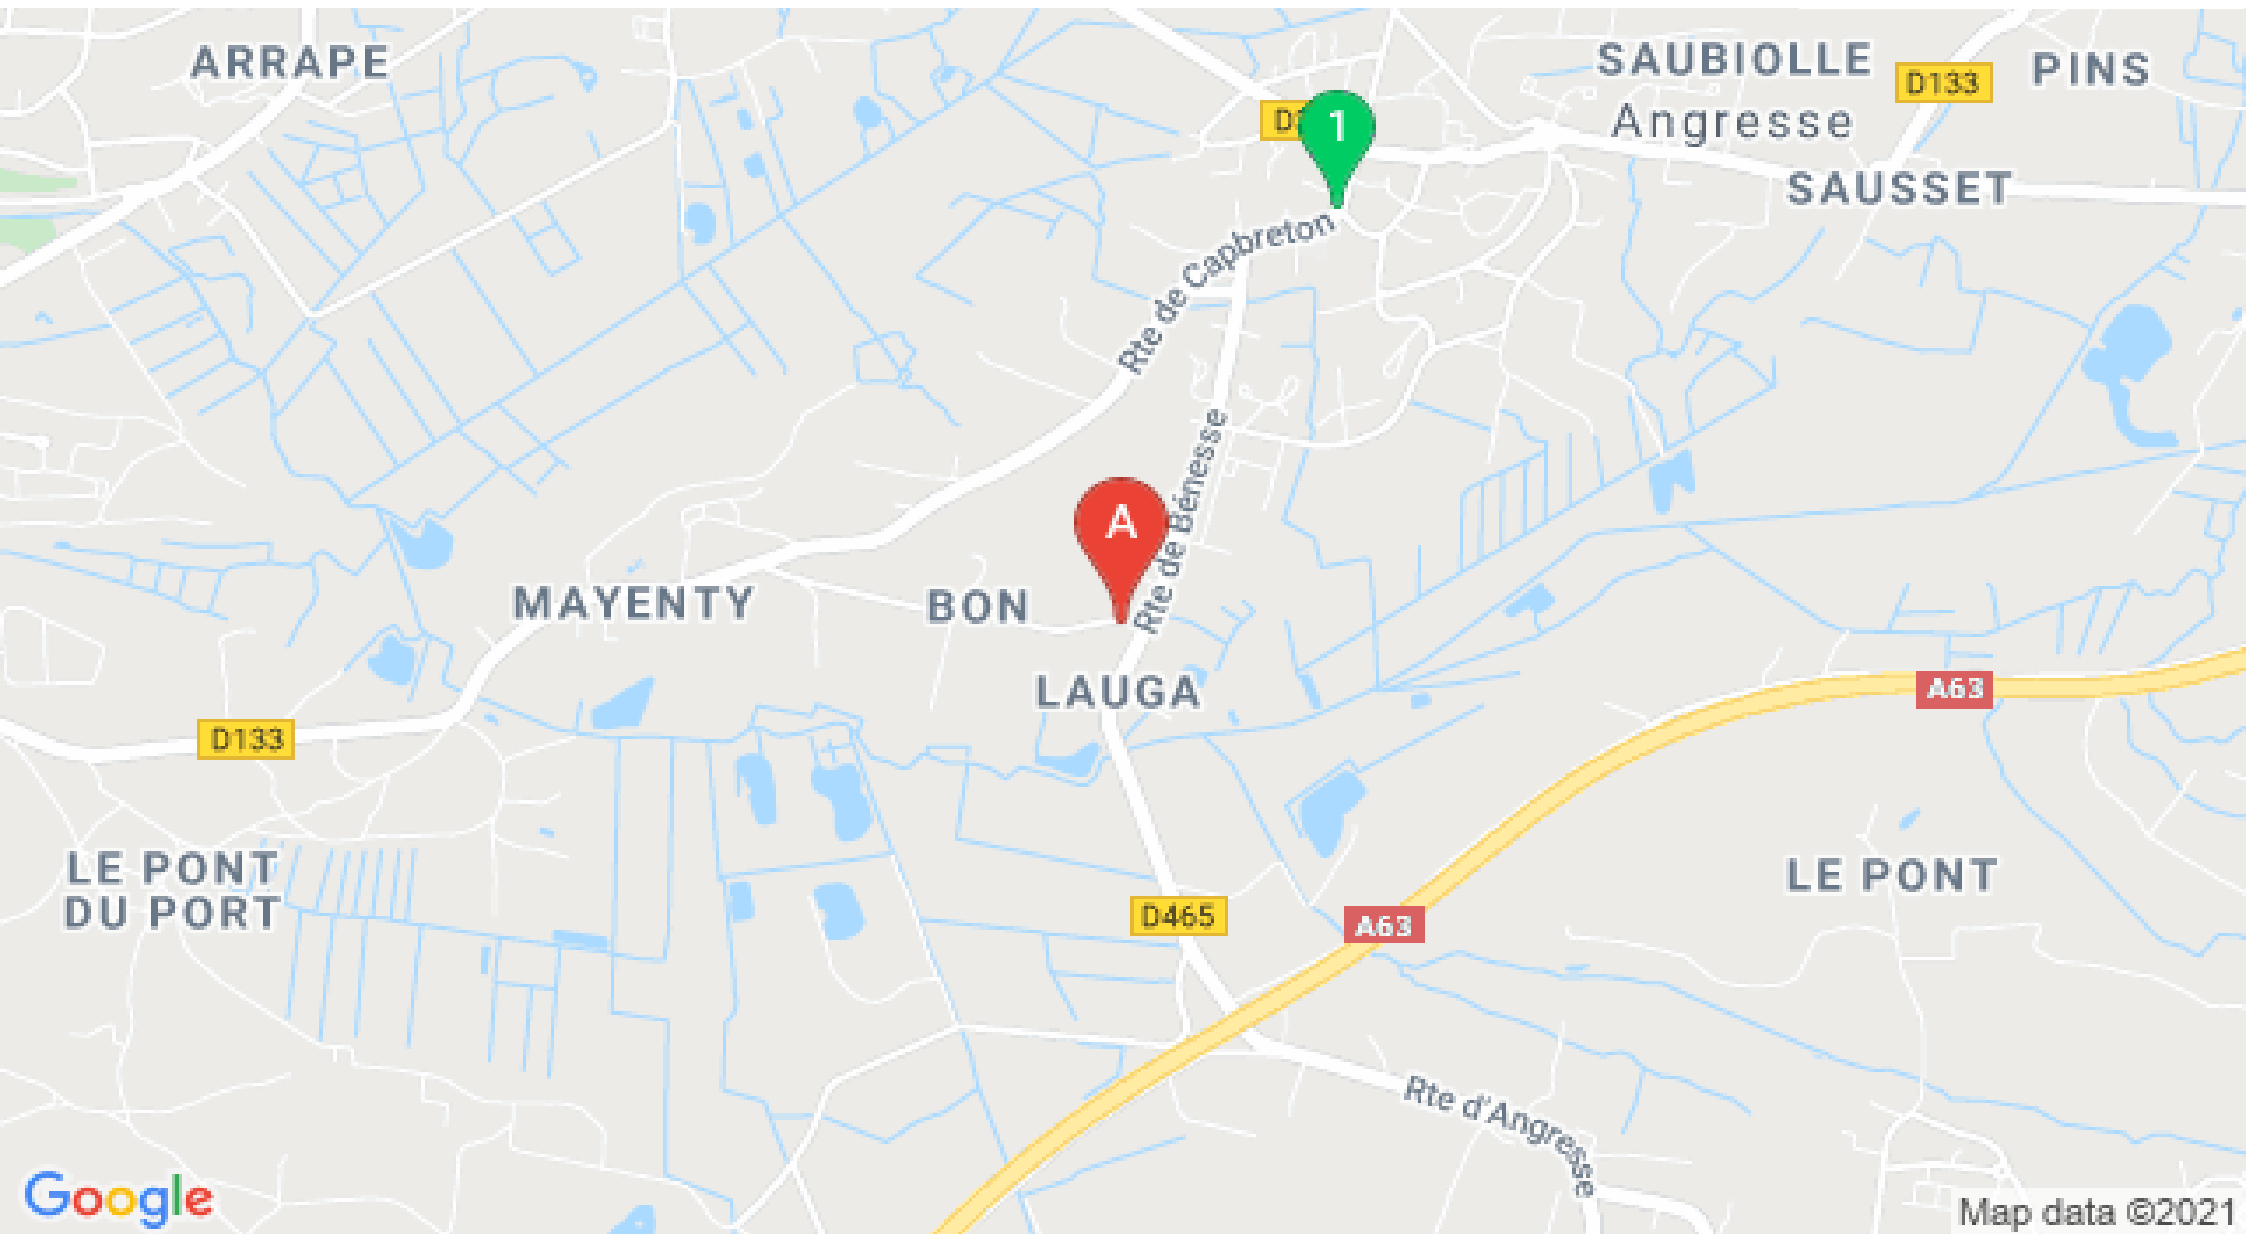 ARRAPE
SAUBIOLLE
D133
PINS
1
Angresse
SAUSSET
Rte de Capbreton
Rte de Bénesse
A
MAYENTY
BON
LAUGA
A63
D133
LE PONT
DU PORT
LE PONT
D465
A63
Rte d'Angresse
Google
Map data ©2021